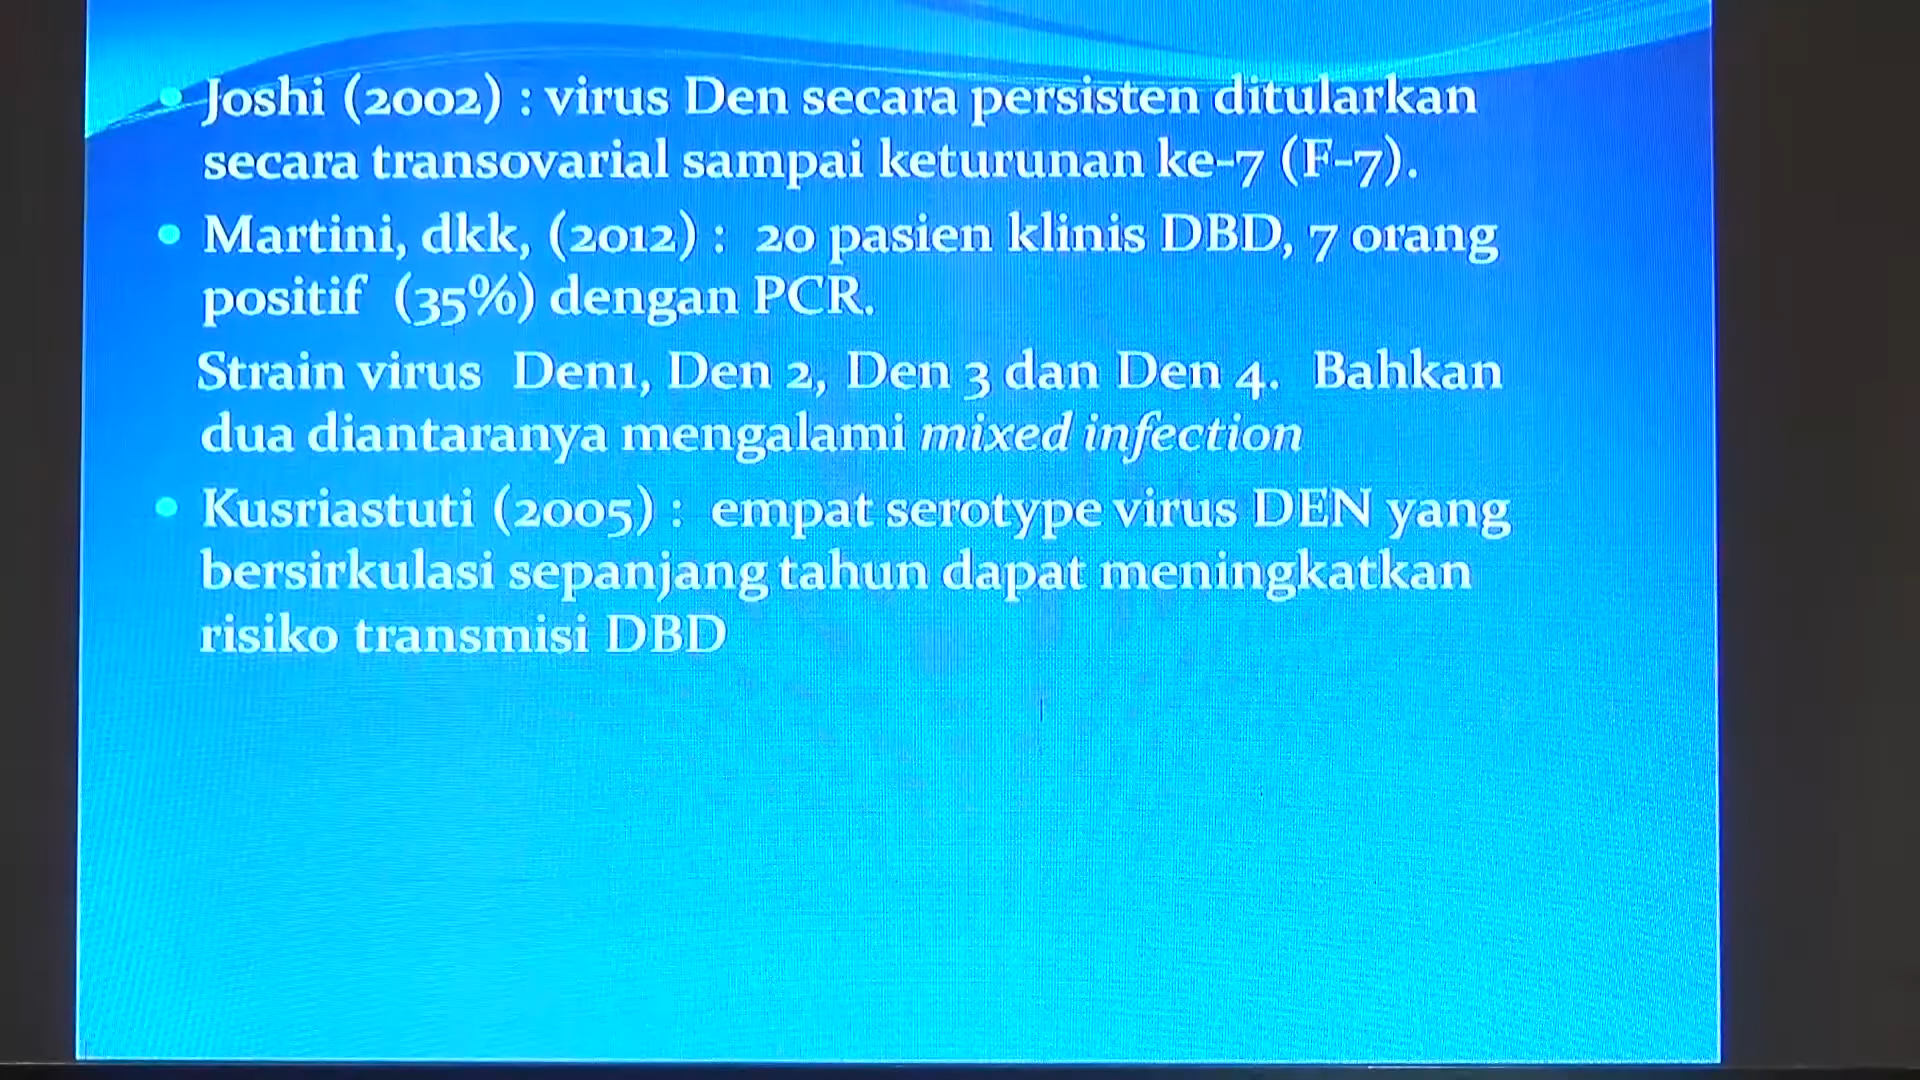 • Joshi (2002) : virus Den secara persisten ditularkan
secara transovarial sampai keturunan ke-7 (F-7).
• Martini, dkk, (2012) :  20 pasien klinis DBD, 7 orang
positif  (35%) dengan PCR.
Strain virus  Den1, Den 2, Den 3 dan Den 4.  Bahkan
dua diantaranya mengalami mixed infection
• Kusriastuti (2005) :  empat serotype virus DEN yang
bersirkulasi sepanjang tahun dapat meningkatkan
risiko transmisi DBD